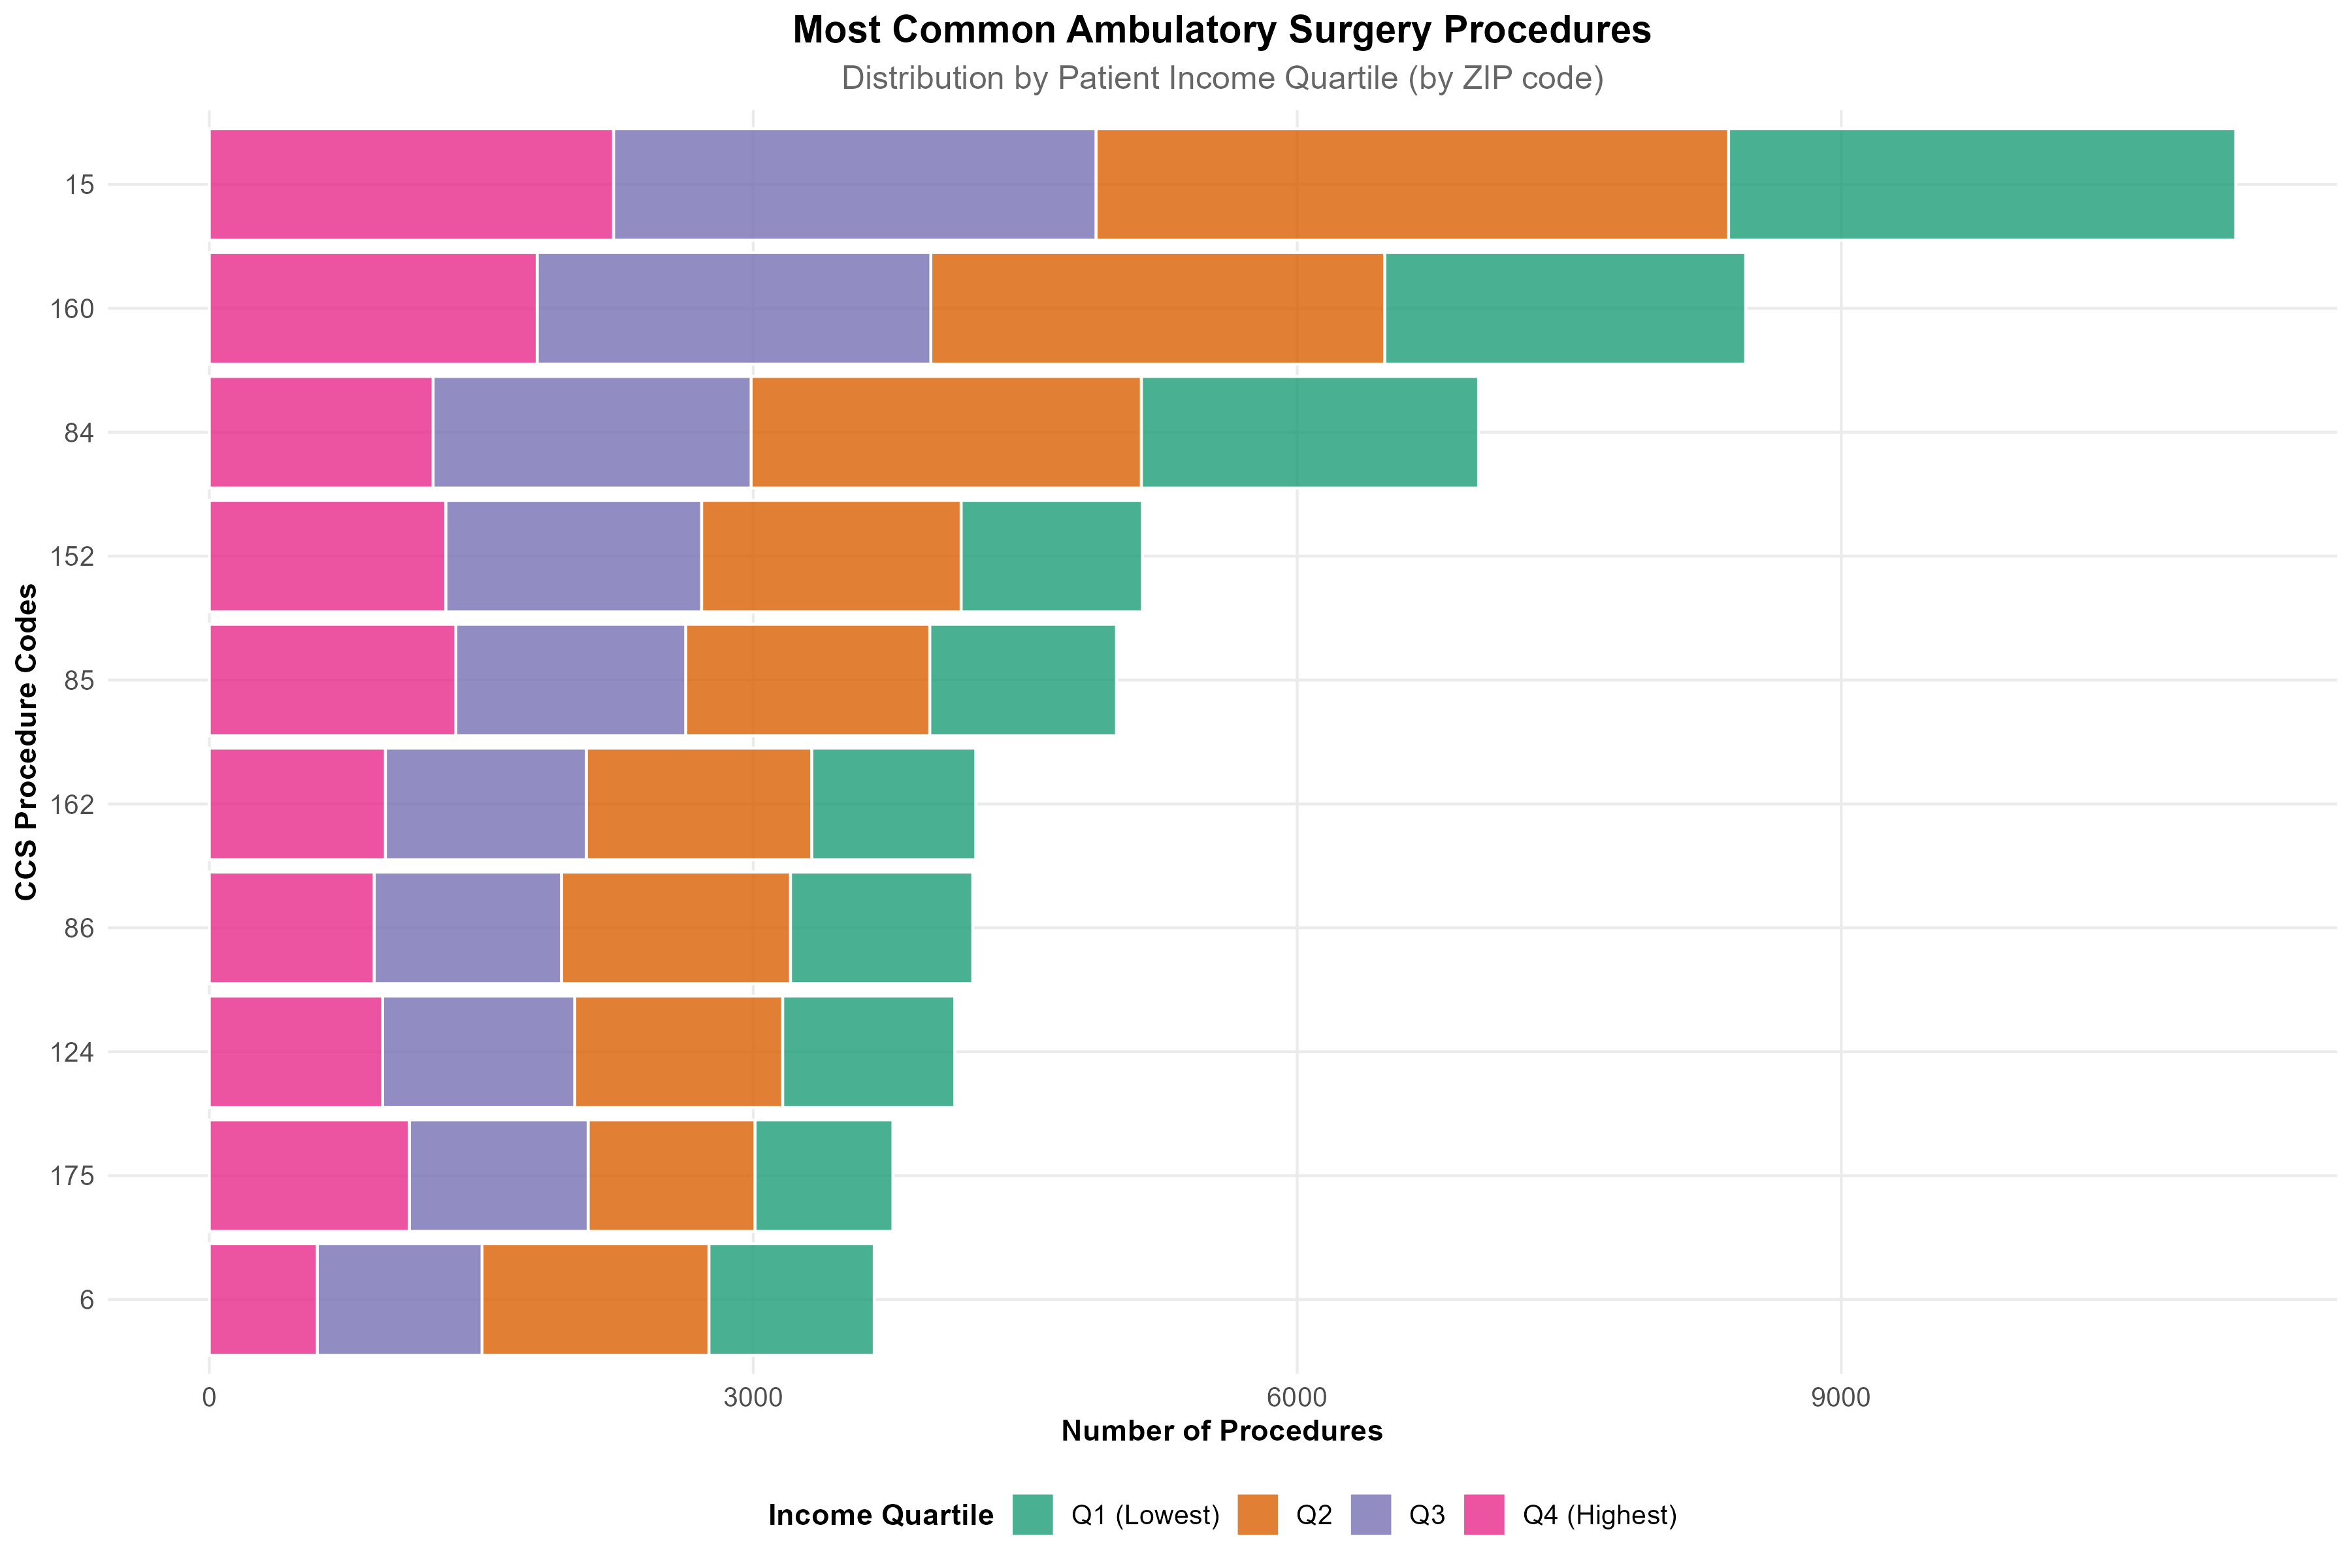 Most Common Ambulatory Surgery Procedures
Distribution by Patient Income Quartile (by ZIP code)
CCS Procedure Codes
15
160
84
152
85
162
86
124
175
6
0 3000 6000 9000
Number of Procedures
Income Quartile Q1 (Lowest) Q2 Q3 Q4 (Highest)